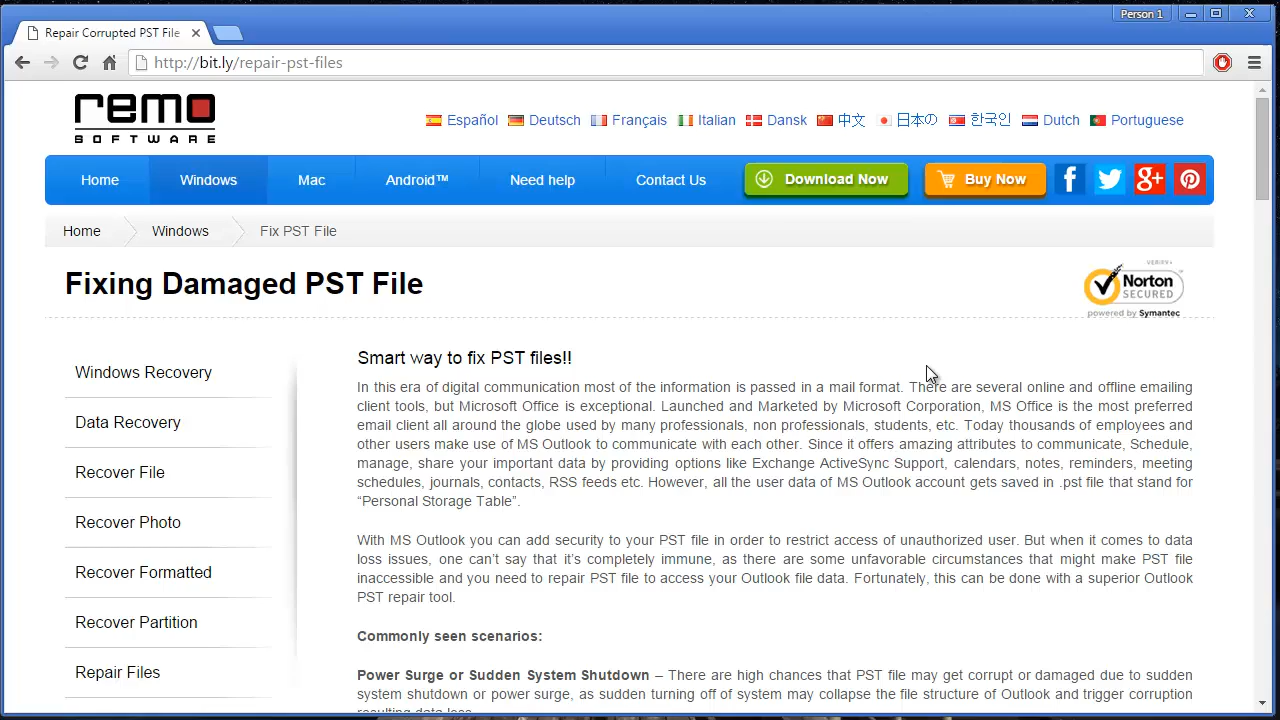 Person 1
Repair Corrupted PST File
http://bit.ly/repair-pst-files
remo
SOFTWARE
Español Deutsch Français Italian Dansk 中文 日本の 한국인 Dutch Portuguese
Home Windows Mac Android™ Need help Contact Us Download Now Buy Now f g+
Home Windows Fix PST File
Fixing Damaged PST File
Norton
SECURED
powered by Symantec
Smart way to fix PST files!!
Windows Recovery
Data Recovery
Recover File
Recover Photo
Recover Formatted
Recover Partition
Repair Files
In this era of digital communication most of the information is passed in a mail format. There are several online and offline emailing
client tools, but Microsoft Office is exceptional. Launched and Marketed by Microsoft Corporation, MS Office is the most preferred
email client all around the globe used by many professionals, non professionals, students, etc. Today thousands of employees and
other users make use of MS Outlook to communicate with each other. Since it offers amazing attributes to communicate, Schedule,
manage, share your important data by providing options like Exchange ActiveSync Support, calendars, notes, reminders, meeting
schedules, journals, contacts, RSS feeds etc. However, all the user data of MS Outlook account gets saved in .pst file that stand for
“Personal Storage Table”.
With MS Outlook you can add security to your PST file in order to restrict access of unauthorized user. But when it comes to data
loss issues, one can’t say that it’s completely immune, as there are some unfavorable circumstances that might make PST file
inaccessible and you need to repair PST file to access your Outlook file data. Fortunately, this can be done with a superior Outlook
PST repair tool.
Commonly seen scenarios:
Power Surge or Sudden System Shutdown – There are high chances that PST file may get corrupt or damaged due to sudden
system shutdown or power surge, as sudden turning off of system may collapse the file structure of Outlook and trigger corruption
resulting data loss